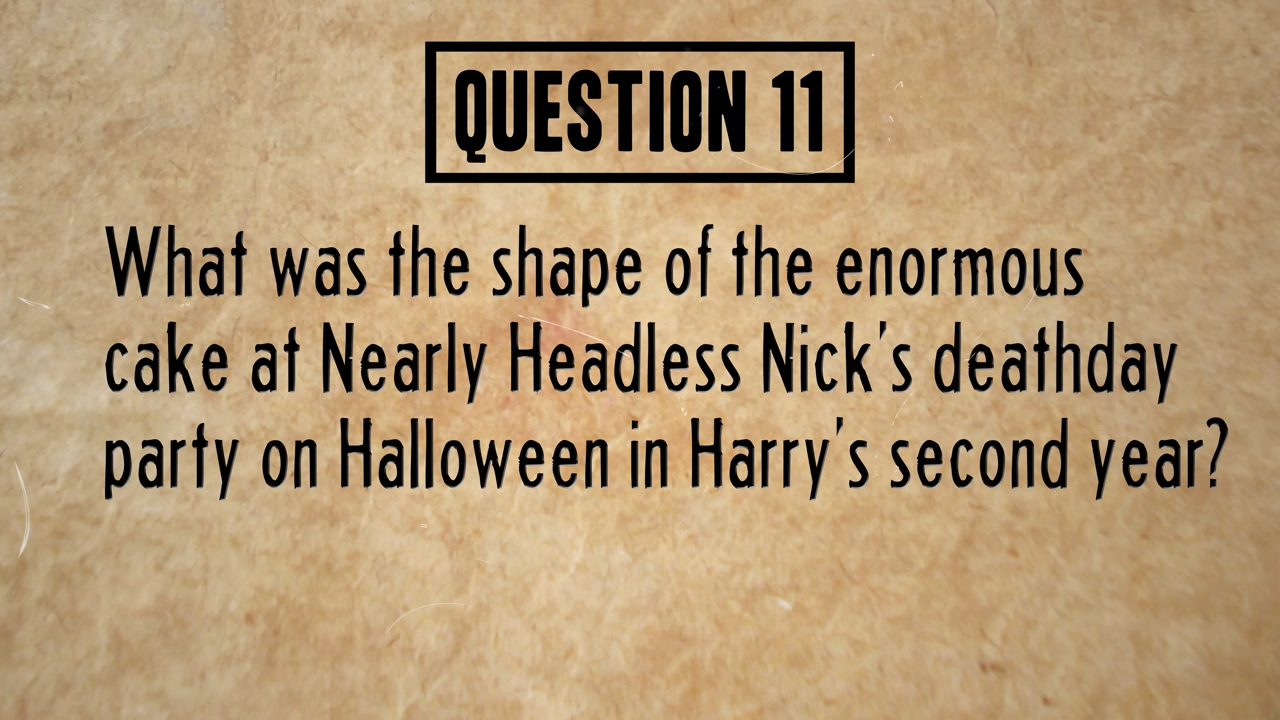 QUESTION 11
What was the shape of the enormous
cake at Nearly Headless Nick's deathday
party on Halloween in Harry's second year?